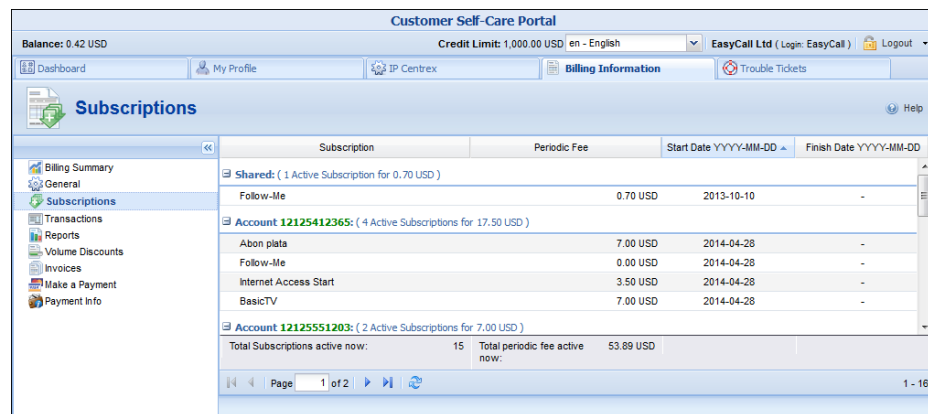 Customer Self-Care Portal
Balance: 0.42 USD Credit Limit: 1,000.00 USD en - English EasyCall Ltd ( Login: EasyCall ) Logout
Dashboard My Profile IP Centrex Billing Information Trouble Tickets
Subscriptions Help
Subscription Periodic Fee Start Date YYYY-MM-DD Finish Date YYYY-MM-DD
Billing Summary
General
Subscriptions
Transactions
Reports
Volume Discounts
Invoices
Make a Payment
Payment Info
Shared: ( 1 Active Subscription for 0.70 USD )
Follow-Me 0.70 USD 2013-10-10 -
Account 12125412365: ( 4 Active Subscriptions for 17.50 USD )
Abon plata 7.00 USD 2014-04-28 -
Follow-Me 0.00 USD 2014-04-28 -
Internet Access Start 3.50 USD 2014-04-28 -
BasicTV 7.00 USD 2014-04-28 -
Account 12125551203: ( 2 Active Subscriptions for 7.00 USD )
Total Subscriptions active now: 15 Total periodic fee active 53.89 USD
now:
Page 1 of 2 1 - 16